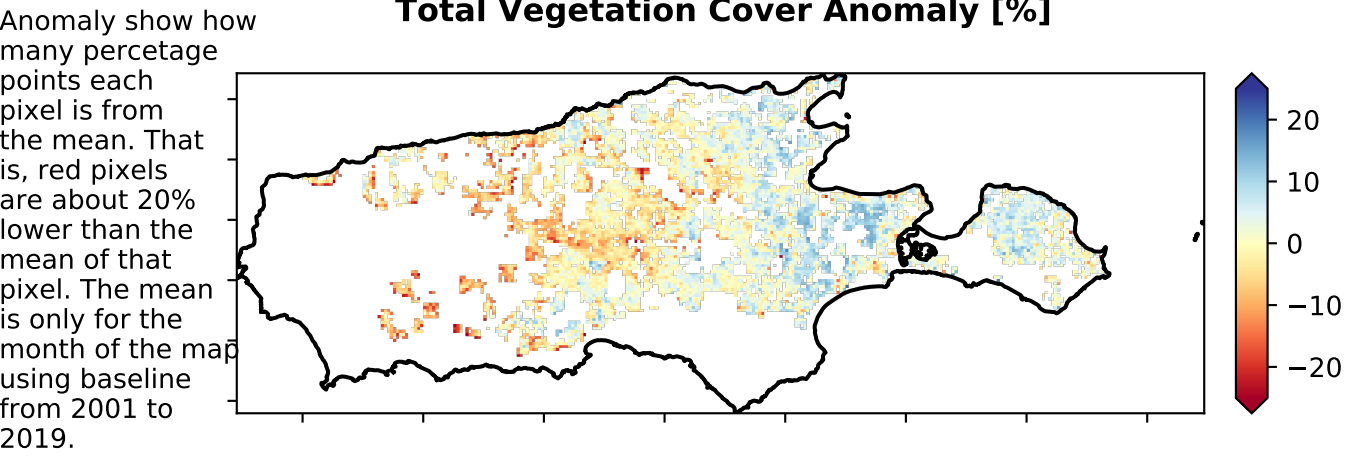 Total Vegetation Cover Anomaly [%]
Anomaly show how
many percetage
points each
pixel is from
the mean. That
is, red pixels
are about 20%
lower than the
mean of that
pixel. The mean
is only for the
month of the map
using baseline
from 2001 to
2019.
20
10
0
−10
−20